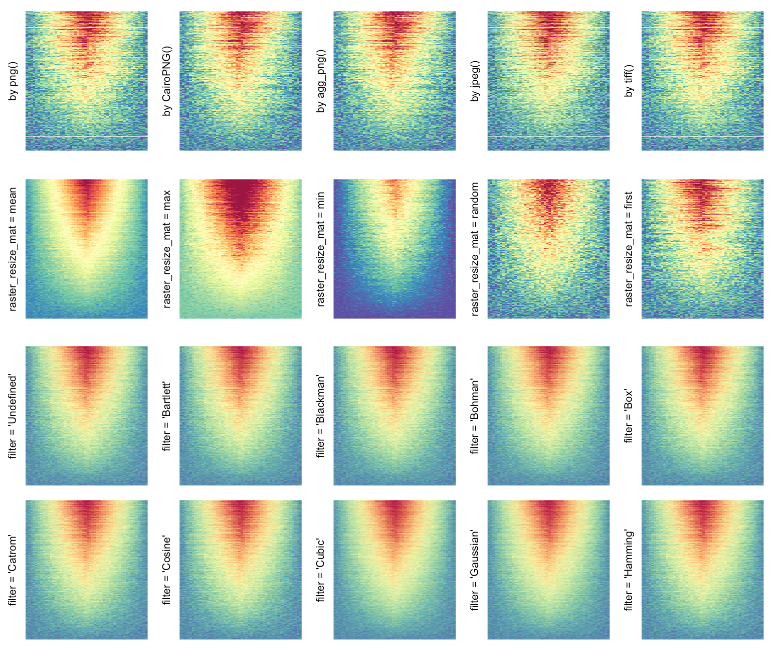 by png()
by CairoPNG()
by agg_png()
by jpeg()
by tiff()
raster_resize_mat = mean
raster_resize_mat = max
raster_resize_mat = min
raster_resize_mat = random
raster_resize_mat = first
filter = 'Undefined'
filter = 'Bartlett'
filter = 'Blackman'
filter = 'Bohman'
filter = 'Box'
filter = 'Catrom'
filter = 'Cosine'
filter = 'Cubic'
filter = 'Gaussian'
filter = 'Hamming'